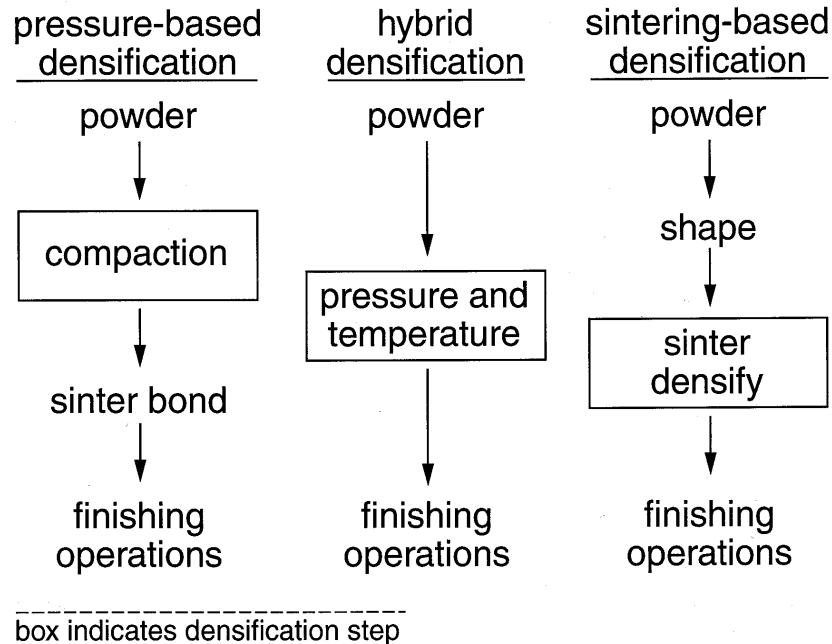 pressure-based
densification
powder
compaction
sinter bond
finishing
operations
hybrid
densification
powder
pressure and
temperature
finishing
operations
sintering-based
densification
powder
shape
sinter
densify
finishing
operations
box indicates densification step